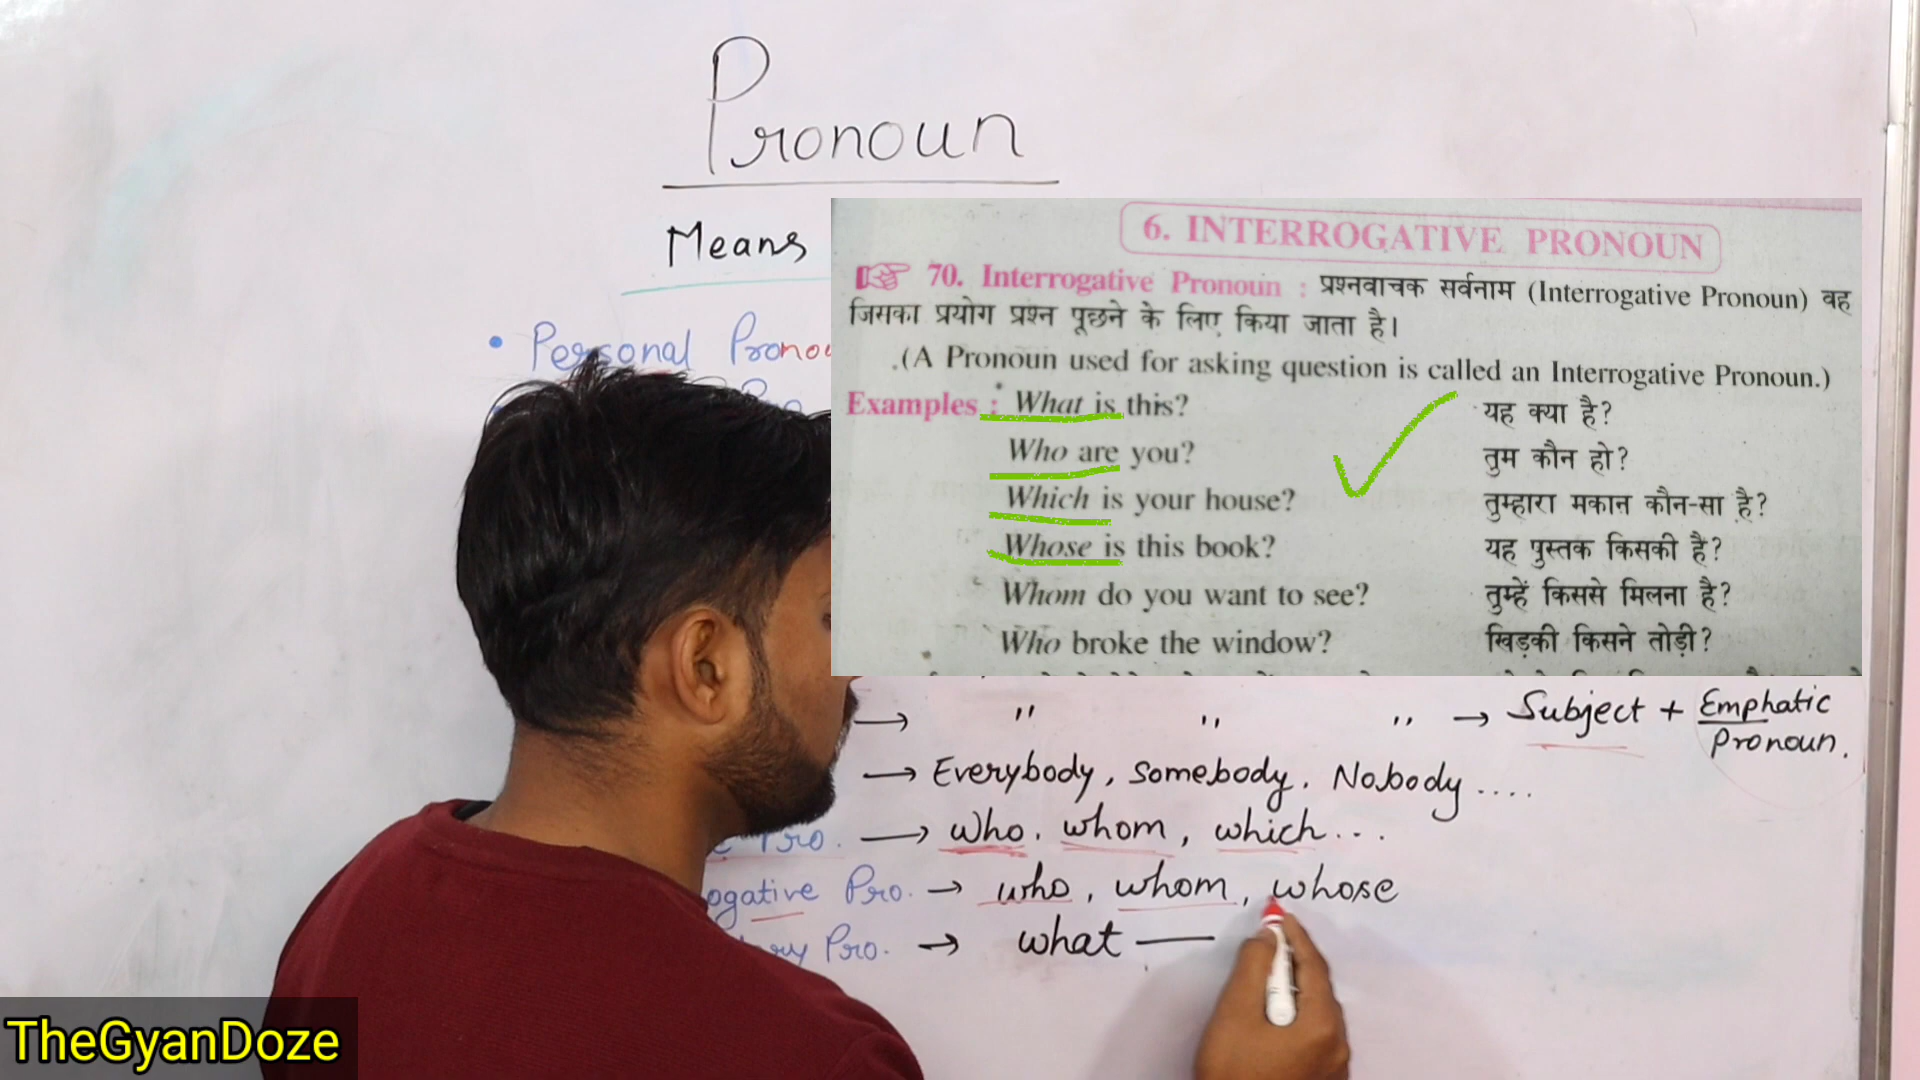 Pronoun
Means
• Personal Pronou
6. INTERROGATIVE PRONOUN
70. Interrogative Pronoun : प्रश्नवाचक सर्वनाम (Interrogative Pronoun) वह
जिसका प्रयोग प्रश्न पूछने के लिए किया जाता है।
(A Pronoun used for asking question is called an Interrogative Pronoun.)
Examples : What is this? यह क्या है?
Who are you? तुम कौन हो?
Which is your house? तुम्हारा मकान कौन-सा है?
Whose is this book? यह पुस्तक किसकी है?
Whom do you want to see? तुम्हें किससे मिलना है?
Who broke the window? खिड़की किसने तोड़ी?
→ " " " → Subject + Emphatic
Pronoun.
→ Everybody, Somebody. Nobody ....
Pro. → Who. whom, which...
ogative Pro. → who, whom, whose
Pro. → what —
TheGyanDoze